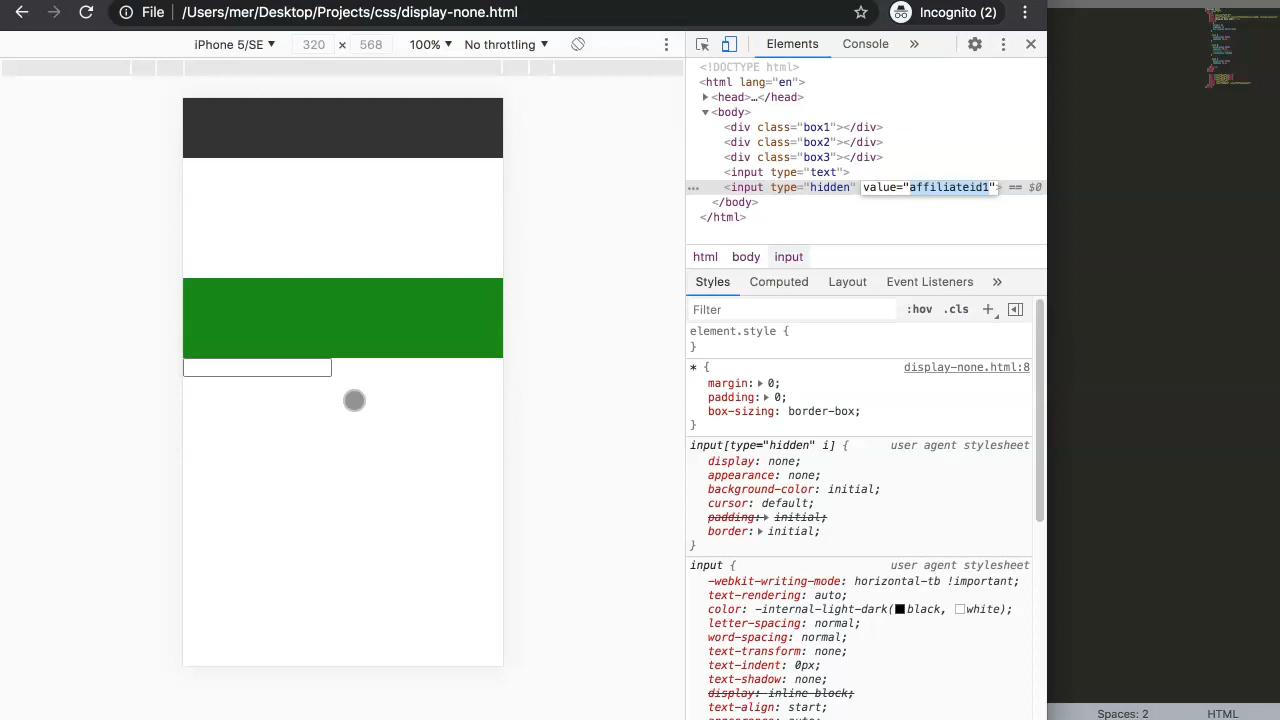 /Users/mer/Desktop/Projects/css/display-none.html
Incognito (2)
iPhone 5/SE
320 × 568
100%
No throttling
Elements
Console
<!DOCTYPE html>
<html lang="en">
<head>…</head>
<body>
<div class="box1"></div>
<div class="box2"></div>
<div class="box3"></div>
<input type="text">
<input type="hidden" value="affiliateid1"> == $0
</body>
</html>
html body input
Styles
Computed
Layout
Event Listeners
Filter
:hov .cls
element.style {
}
* {
display-none.html:8
margin: 0;
padding: 0;
box-sizing: border-box;
}
input[type="hidden" i] {
user agent stylesheet
display: none;
appearance: none;
background-color: initial;
cursor: default;
padding: initial;
border: initial;
}
input {
user agent stylesheet
-webkit-writing-mode: horizontal-tb !important;
text-rendering: auto;
color: -internal-light-dark(black, white);
letter-spacing: normal;
word-spacing: normal;
text-transform: none;
text-indent: 0px;
text-shadow: none;
display: inline-block;
text-align: start;
Spaces: 2
HTML